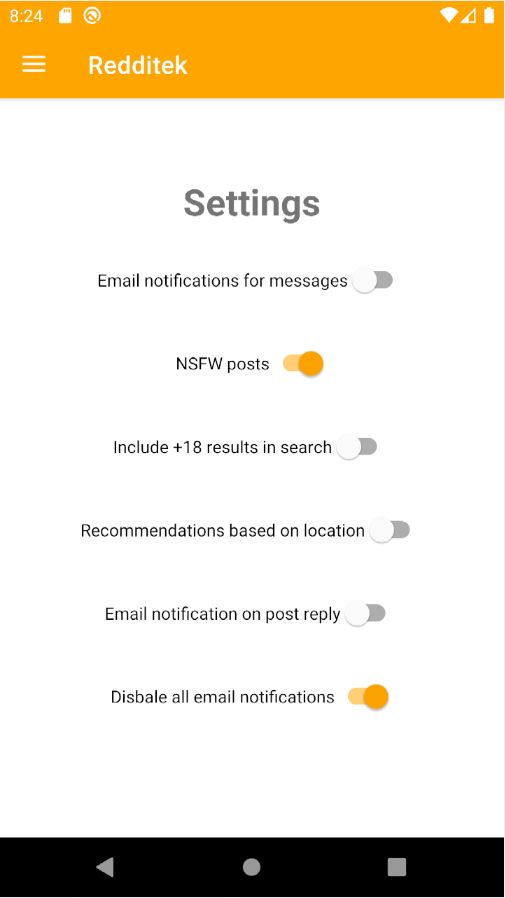 8:24
Redditek
Settings
Email notifications for messages
NSFW posts
Include +18 results in search
Recommendations based on location
Email notification on post reply
Disbale all email notifications